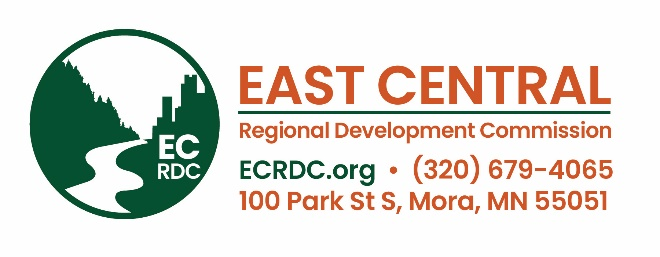 EC
RDC
EAST CENTRAL
Regional Development Commission
ECRDC.org • (320) 679-4065
100 Park St S, Mora, MN 55051